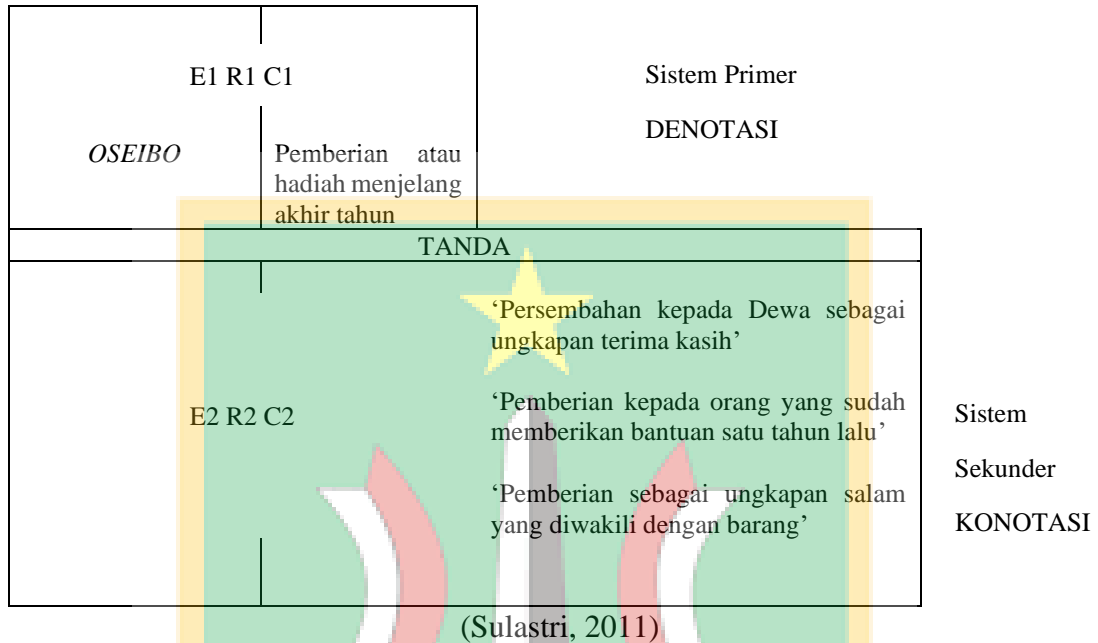 E1 R1 C1
Sistem Primer
DENOTASI
OSEIBO
Pemberian atau
hadiah menjelang
akhir tahun
TANDA
‘Persembahan kepada Dewa sebagai
ungkapan terima kasih’
‘Pemberian kepada orang yang sudah
memberikan bantuan satu tahun lalu’
‘Pemberian sebagai ungkapan salam
yang diwakili dengan barang’
E2 R2 C2
Sistem
Sekunder
KONOTASI
(Sulastri, 2011)